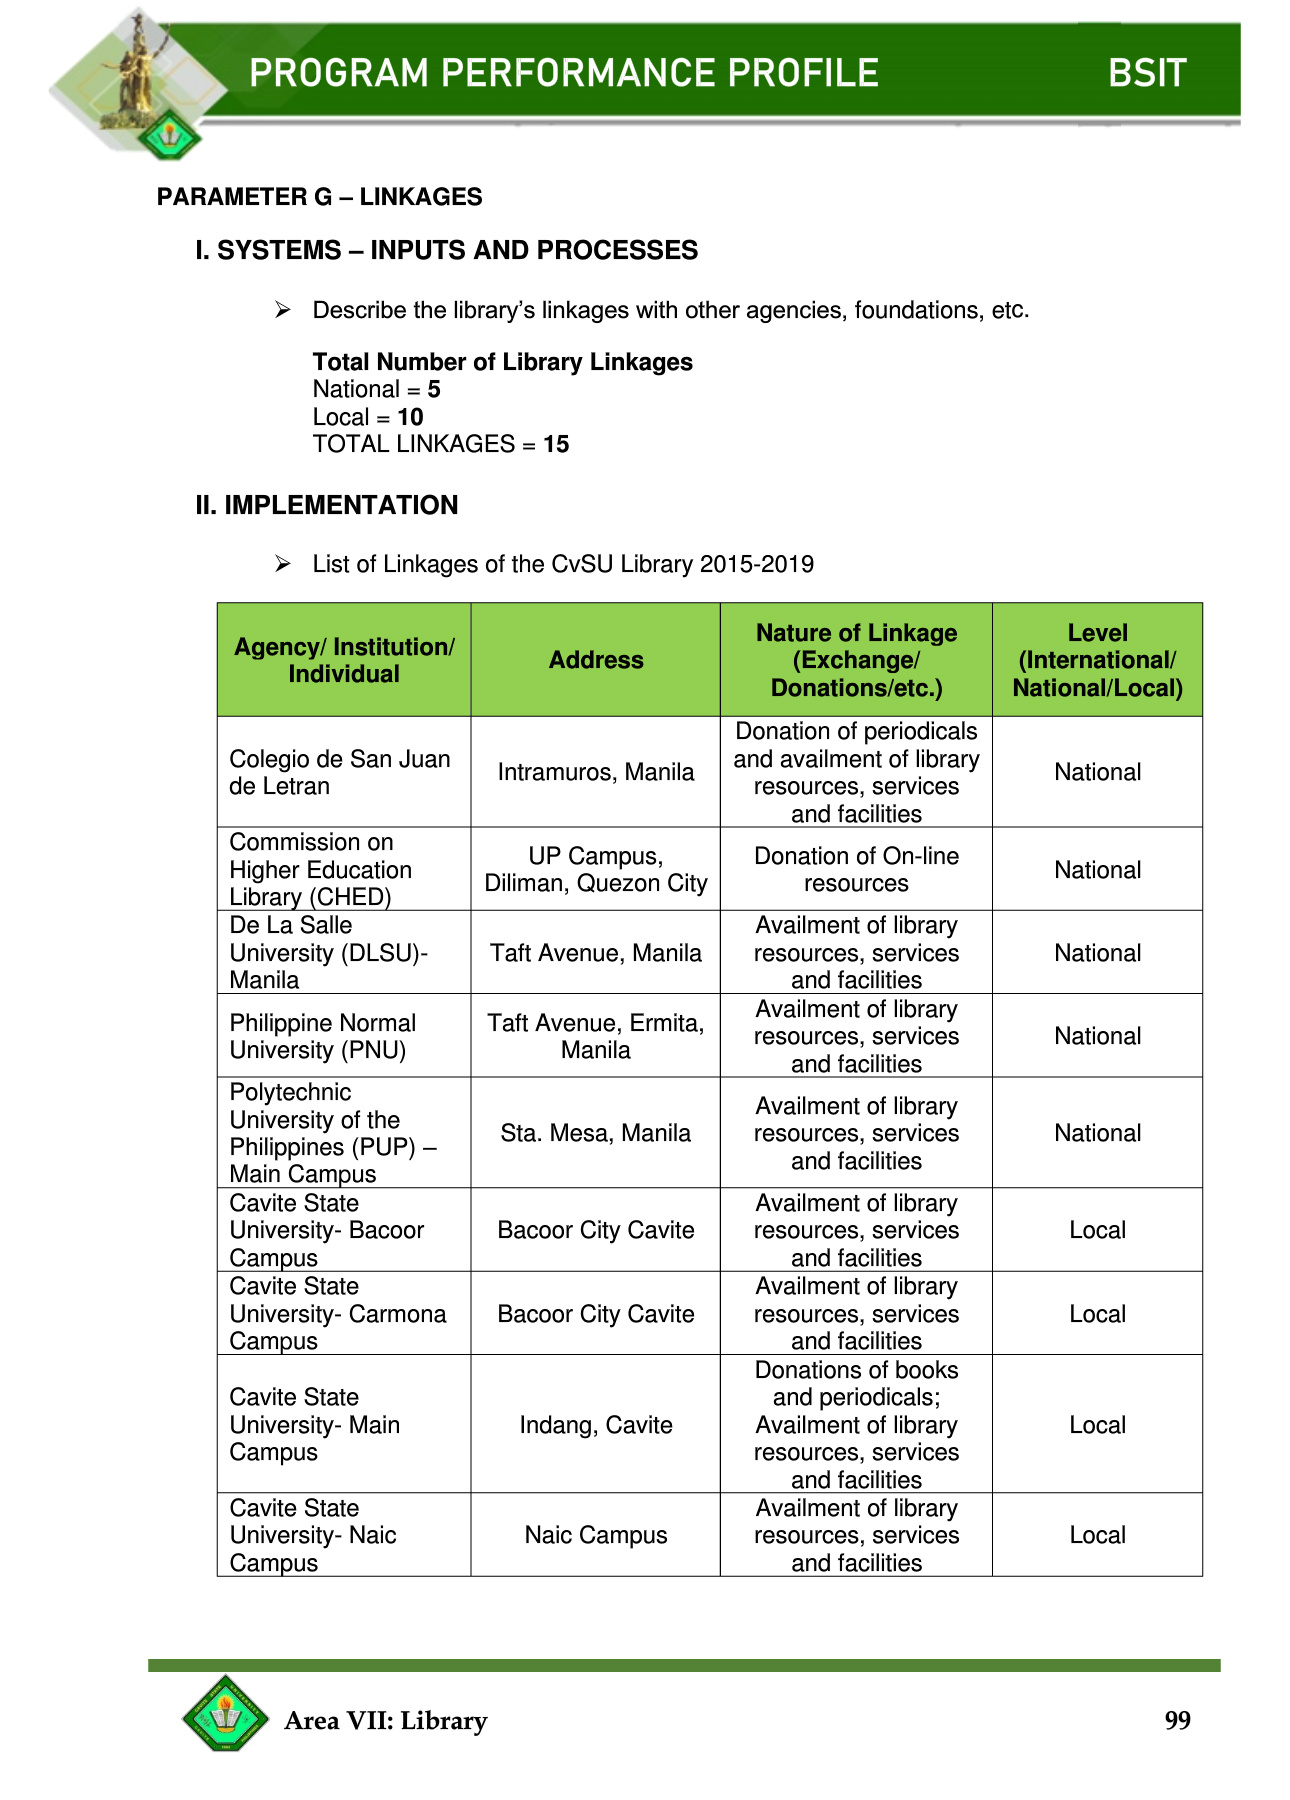 PROGRAM PERFORMANCE PROFILE BSIT
PARAMETER G – LINKAGES
I. SYSTEMS – INPUTS AND PROCESSES
➢ Describe the library’s linkages with other agencies, foundations, etc.
Total Number of Library Linkages
National = 5
Local = 10
TOTAL LINKAGES = 15
II. IMPLEMENTATION
➢ List of Linkages of the CvSU Library 2015-2019
Agency/ Institution/
Individual
Address
Nature of Linkage
(Exchange/
Donations/etc.)
Level
(International/
National/Local)
Colegio de San Juan
de Letran
Intramuros, Manila
Donation of periodicals
and availment of library
resources, services
and facilities
National
Commission on
Higher Education
Library (CHED)
UP Campus,
Diliman, Quezon City
Donation of On-line
resources
National
De La Salle
University (DLSU)-
Manila
Taft Avenue, Manila
Availment of library
resources, services
and facilities
National
Philippine Normal
University (PNU)
Taft Avenue, Ermita,
Manila
Availment of library
resources, services
and facilities
National
Polytechnic
University of the
Philippines (PUP) –
Main Campus
Sta. Mesa, Manila
Availment of library
resources, services
and facilities
National
Cavite State
University- Bacoor
Campus
Bacoor City Cavite
Availment of library
resources, services
and facilities
Local
Cavite State
University- Carmona
Campus
Bacoor City Cavite
Availment of library
resources, services
and facilities
Local
Cavite State
University- Main
Campus
Indang, Cavite
Donations of books
and periodicals;
Availment of library
resources, services
and facilities
Local
Cavite State
University- Naic
Campus
Naic Campus
Availment of library
resources, services
and facilities
Local
Area VII: Library 99